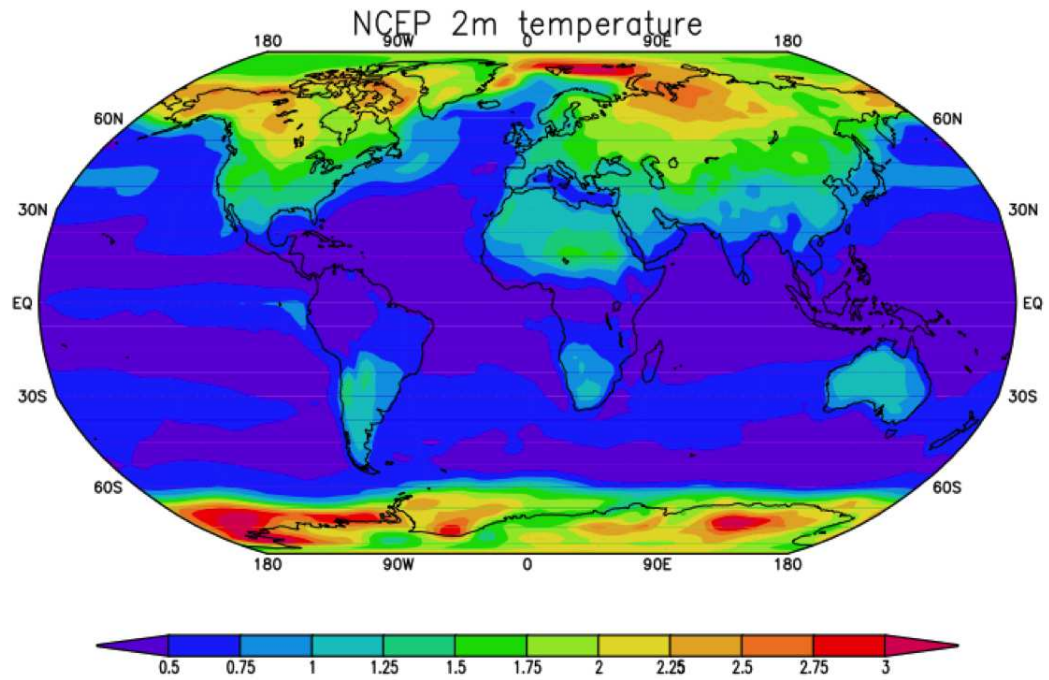 NCEP 2m temperature
180 90W 0 90E 180
60N 60N
30N 30N
EQ EQ
30S 30S
60S 60S
180 90W 0 90E 180
0.5 0.75 1 1.25 1.5 1.75 2 2.25 2.5 2.75 3